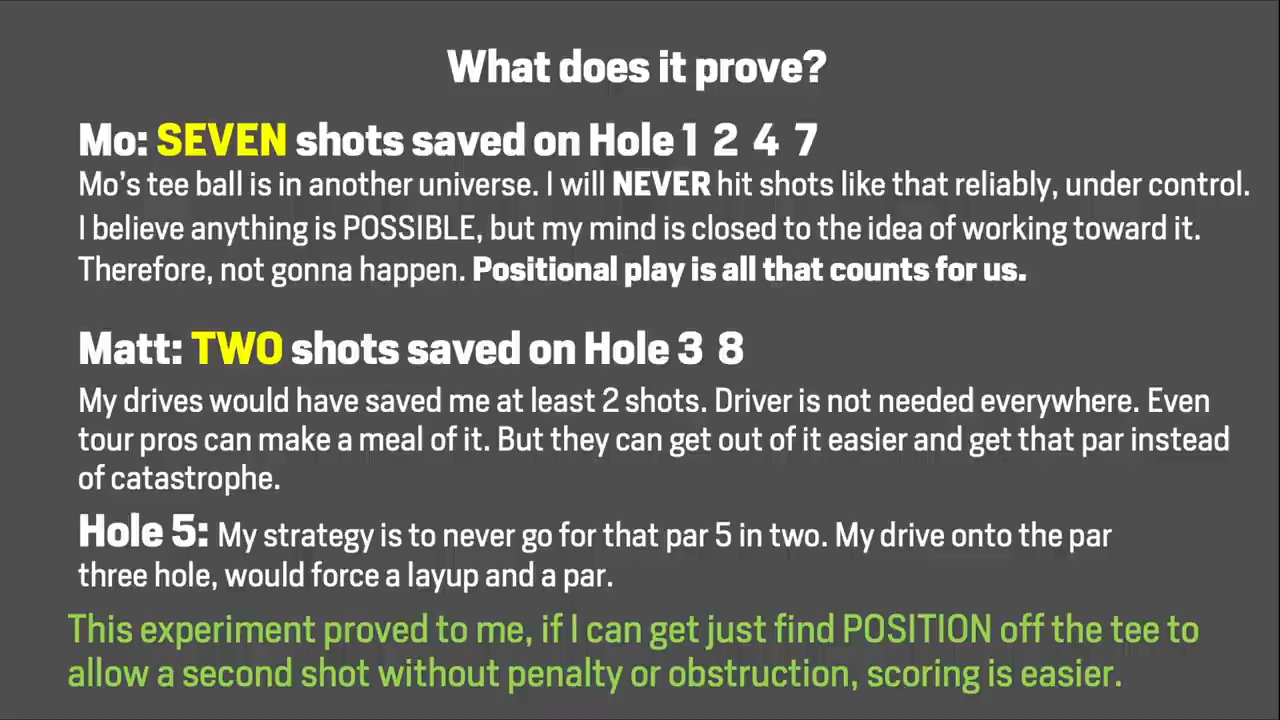 What does it prove?
Mo: SEVEN shots saved on Hole 1 2 4 7
Mo's tee ball is in another universe. I will NEVER hit shots like that reliably, under control.
I believe anything is POSSIBLE, but my mind is closed to the idea of working toward it.
Therefore, not gonna happen. Positional play is all that counts for us.
Matt: TWO shots saved on Hole 3 8
My drives would have saved me at least 2 shots. Driver is not needed everywhere. Even
tour pros can make a meal of it. But they can get out of it easier and get that par instead
of catastrophe.
Hole 5: My strategy is to never go for that par 5 in two. My drive onto the par
three hole, would force a layup and a par.
This experiment proved to me, if I can get just find POSITION off the tee to
allow a second shot without penalty or obstruction, scoring is easier.